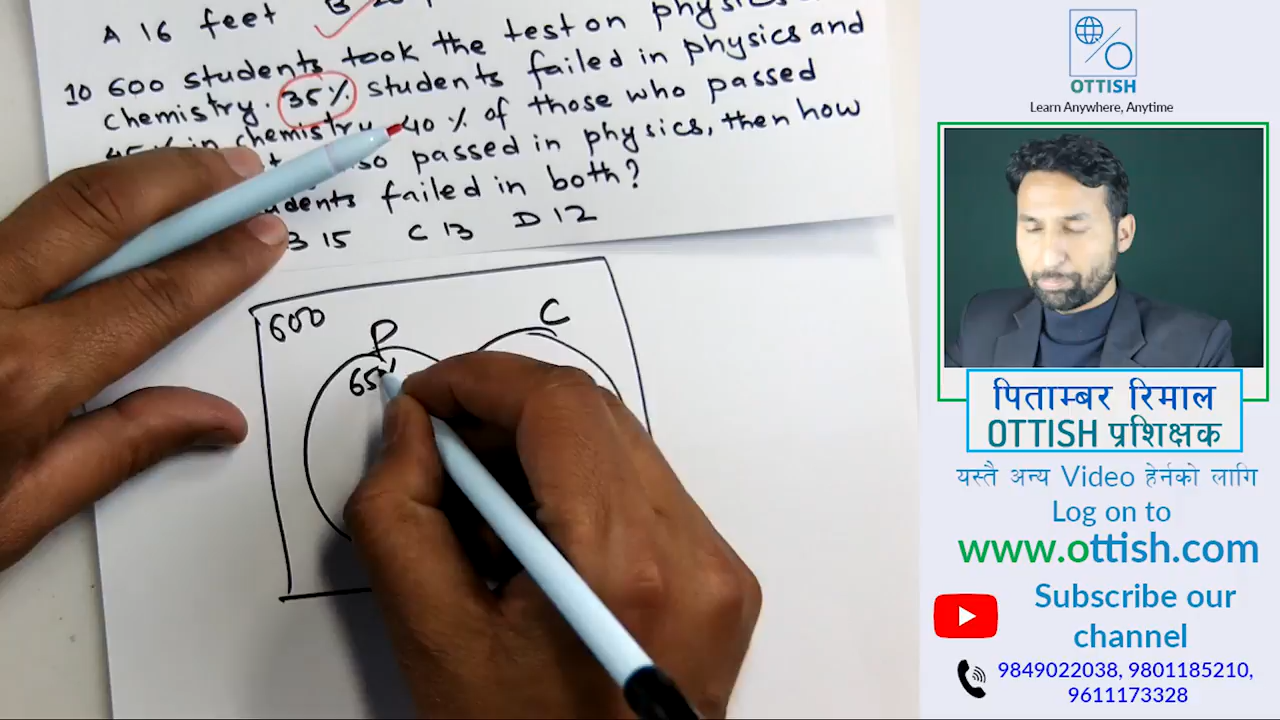 A 16 feet B
10 600 students took the test on physics
chemistry. 35% students failed in physics and
45% in chemistry. 40% of those who passed
also passed in physics, then how
students failed in both?
B 15 C 13 D 12
600
P
C
65%
OTTISH
Learn Anywhere, Anytime
पिताम्बर रिमाल
OTTISH प्रशिक्षक
यस्तै अन्य Video हेर्नको लागि
Log on to
www.ottish.com
Subscribe our
channel
9849022038, 9801185210,
9611173328